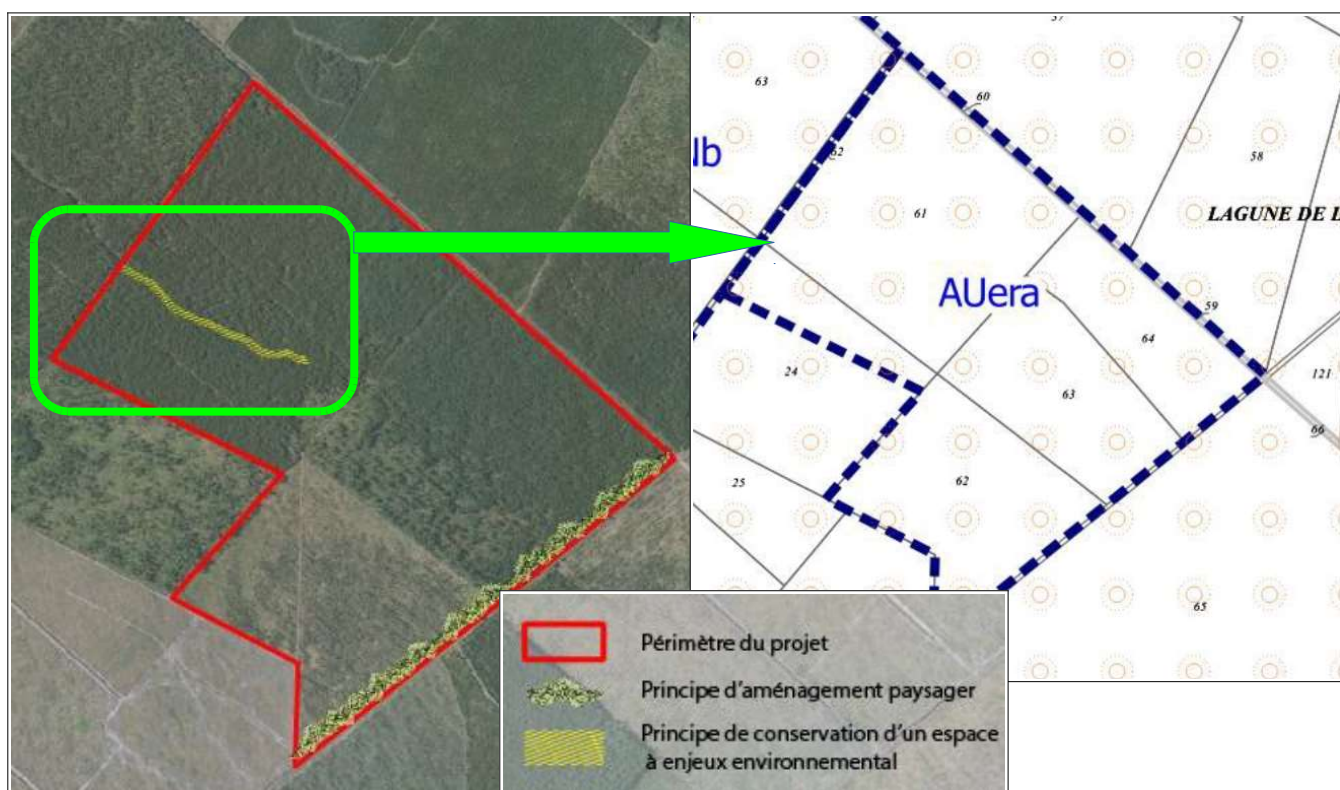 37
63
60
Nb
62
58
61
LAGUNE DE L
AUera
59
64
24
121
63
66
25
62
65
Périmètre du projet
Principe d'aménagement paysager
Principe de conservation d'un espace
à enjeux environnemental